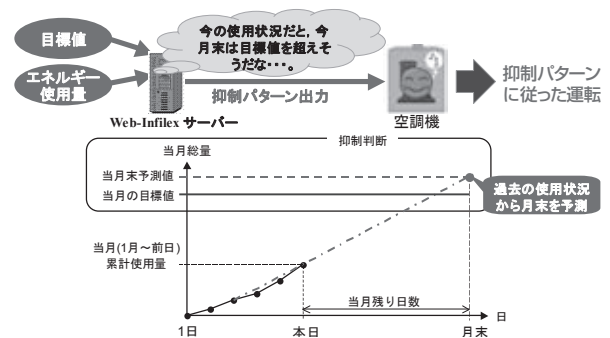 目標値
エネルギー
使用量
今の使用状況だと，今
月末は目標値を超えそ
うだな･･･。
抑制パターン出力
Web-Infilex サーバー
空調機
抑制パターン
に従った運転
抑制判断
当月総量
当月末予測値
当月の目標値
過去の使用状況
から月末を予測
当月(1月～前日)
累計使用量
当月残り日数
日
1日
本日
月末